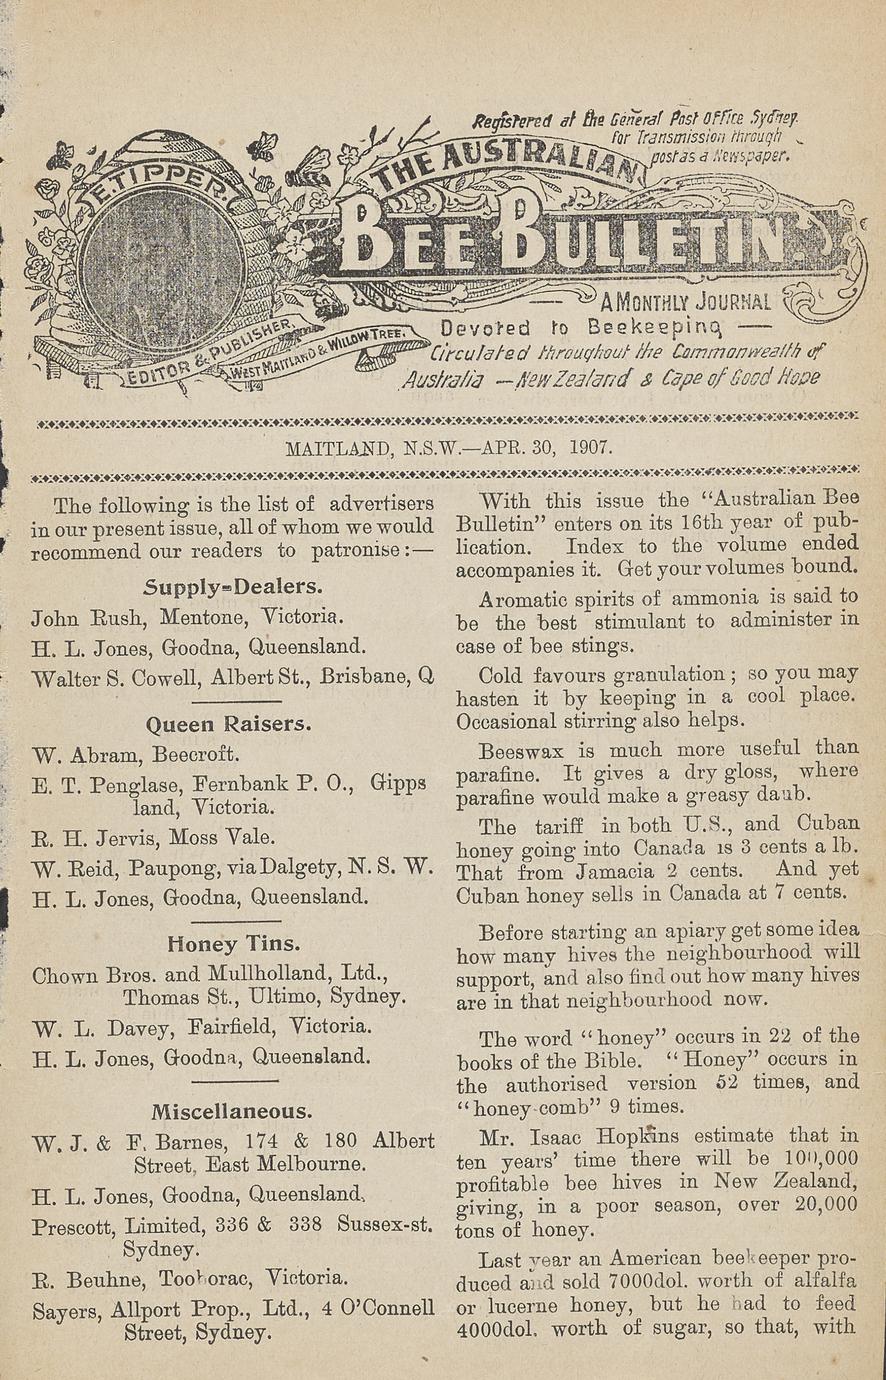 Registered at the General Post Office Sydney.
for Transmission through
post as a Newspaper.
THE AUSTRALIAN
E. TIPPER.
BEE BULLETIN.
A MONTHLY JOURNAL
EDITOR & PUBLISHER.
WEST MAITLAND & WILLOW TREE.
Devoted to Beekeeping —
Circulated throughout the Commonwealth of
Australia — New Zealand & Cape of Good Hope
MAITLAND, N.S.W.—APR. 30, 1907.
The following is the list of advertisers
in our present issue, all of whom we would
recommend our readers to patronise:—
Supply-Dealers.
John Rush, Mentone, Victoria.
H. L. Jones, Goodna, Queensland.
Walter S. Cowell, Albert St., Brisbane, Q
Queen Raisers.
W. Abram, Beecroft.
E. T. Penglase, Fernbank P. O., Gipps
land, Victoria.
R. H. Jervis, Moss Vale.
W. Reid, Paupong, via Dalgety, N. S. W.
H. L. Jones, Goodna, Queensland.
Honey Tins.
Chown Bros. and Mullholland, Ltd.,
Thomas St., Ultimo, Sydney.
W. L. Davey, Fairfield, Victoria.
H. L. Jones, Goodna, Queensland.
Miscellaneous.
W. J. & F. Barnes, 174 & 180 Albert
Street, East Melbourne.
H. L. Jones, Goodna, Queensland.
Prescott, Limited, 336 & 338 Sussex-st.
Sydney.
R. Beuhne, Tooborac, Victoria.
Sayers, Allport Prop., Ltd., 4 O'Connell
Street, Sydney.
With this issue the "Australian Bee
Bulletin" enters on its 16th year of pub-
lication. Index to the volume ended
accompanies it. Get your volumes bound.
Aromatic spirits of ammonia is said to
be the best stimulant to administer in
case of bee stings.
Cold favours granulation; so you may
hasten it by keeping in a cool place.
Occasional stirring also helps.
Beeswax is much more useful than
parafine. It gives a dry gloss, where
parafine would make a greasy daub.
The tariff in both U.S., and Cuban
honey going into Canada is 3 cents a lb.
That from Jamacia 2 cents. And yet
Cuban honey sells in Canada at 7 cents.
Before starting an apiary get some idea
how many hives the neighbourhood will
support, and also find out how many hives
are in that neighbourhood now.
The word "honey" occurs in 22 of the
books of the Bible. "Honey" occurs in
the authorised version 52 times, and
"honey-comb" 9 times.
Mr. Isaac Hopkins estimate that in
ten years' time there will be 100,000
profitable bee hives in New Zealand,
giving, in a poor season, over 20,000
tons of honey.
Last year an American beekeeper pro-
duced and sold 7000dol. worth of alfalfa
or lucerne honey, but he had to feed
4000dol. worth of sugar, so that, with